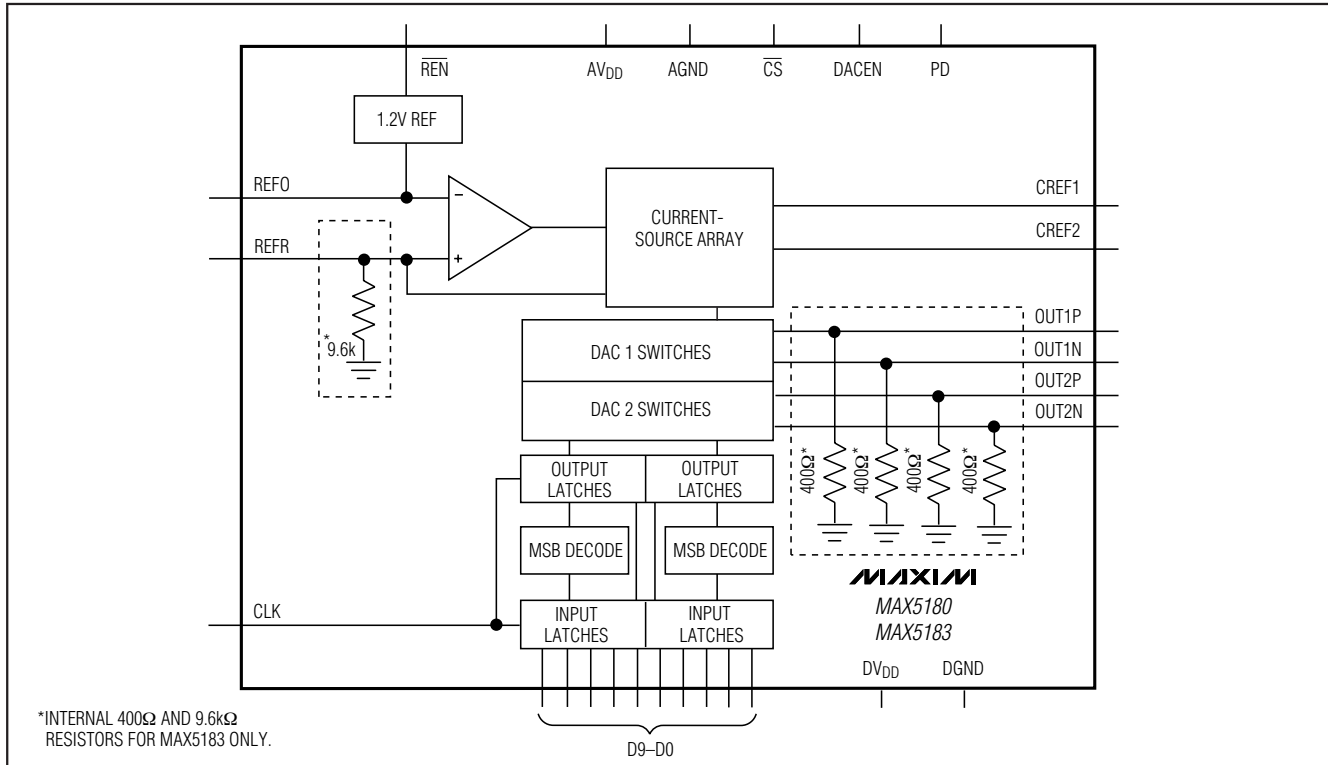 REN
AVDD
AGND
CS
DACEN
PD
1.2V REF
REFO
−
CURRENT-
SOURCE ARRAY
CREF1
CREF2
REFR
+
*
9.6k
DAC 1 SWITCHES
DAC 2 SWITCHES
OUT1P
OUT1N
OUT2P
OUT2N
400Ω*
400Ω*
400Ω*
400Ω*
OUTPUT
LATCHES
OUTPUT
LATCHES
MSB DECODE
MSB DECODE
MAXIM
MAX5180
MAX5183
CLK
INPUT
LATCHES
INPUT
LATCHES
DVDD
DGND
*INTERNAL 400Ω AND 9.6kΩ
RESISTORS FOR MAX5183 ONLY.
D9–D0